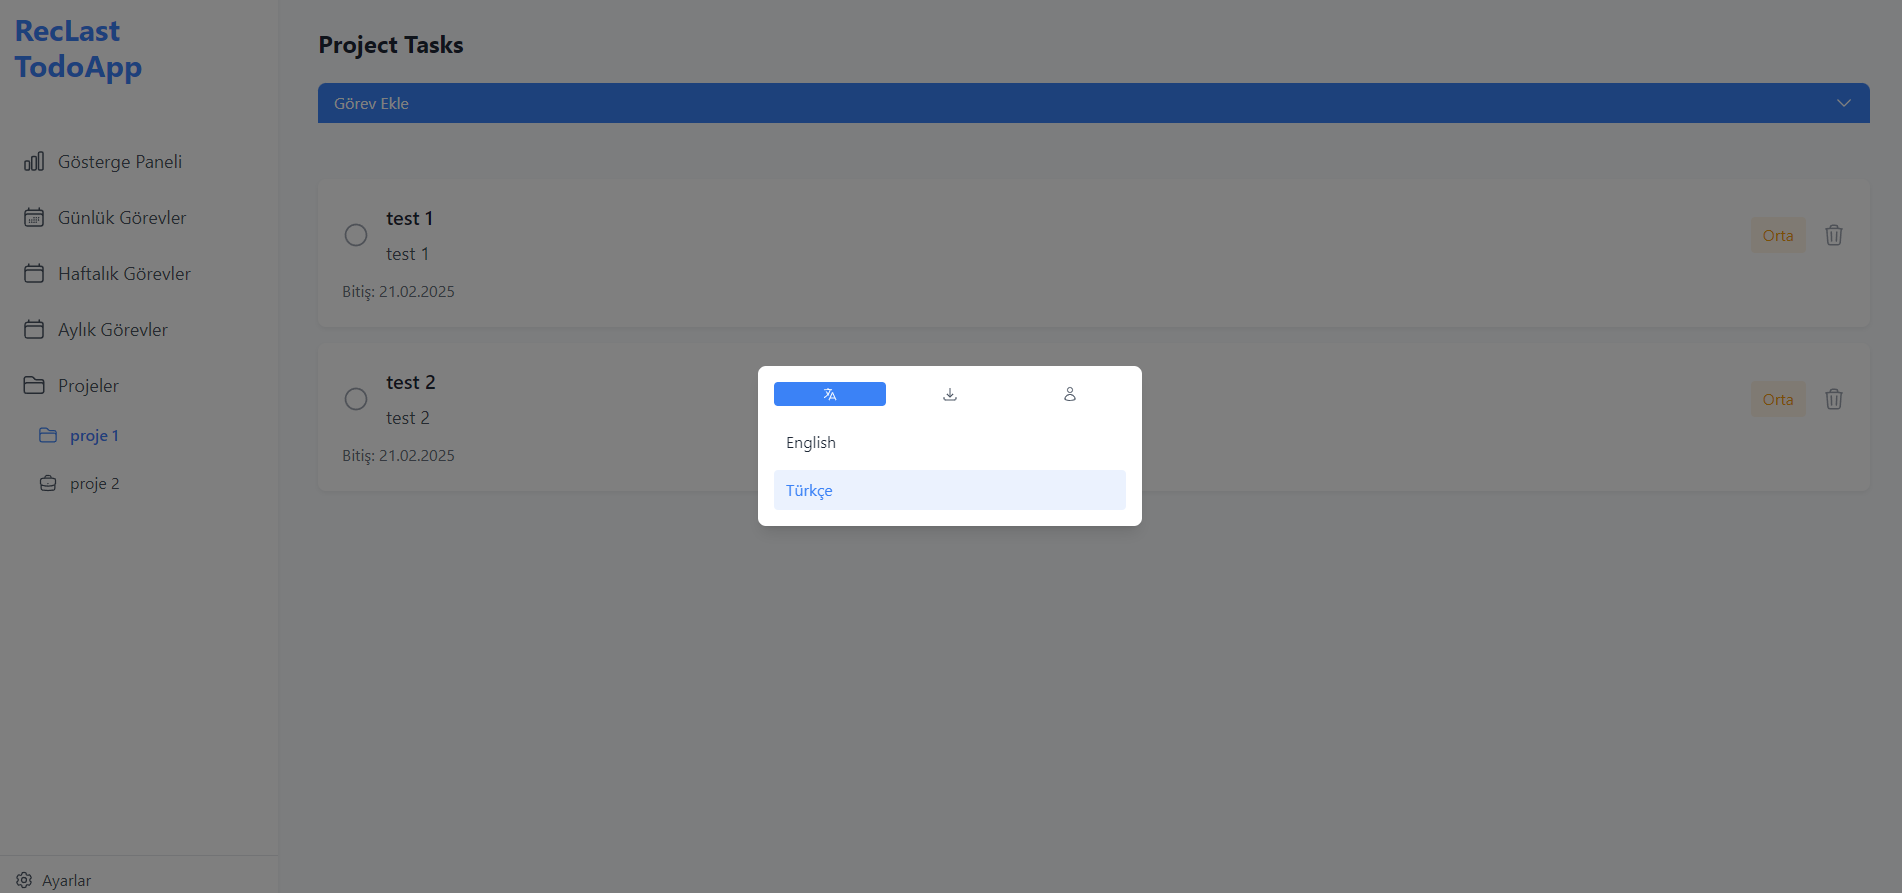 RecLast
TodoApp
Gösterge Paneli
Günlük Görevler
Haftalık Görevler
Aylık Görevler
Projeler
proje 1
proje 2
Ayarlar
Project Tasks
Görev Ekle
test 1
test 1
Orta
Bitiş: 21.02.2025
test 2
test 2
Orta
Bitiş: 21.02.2025
English
Türkçe